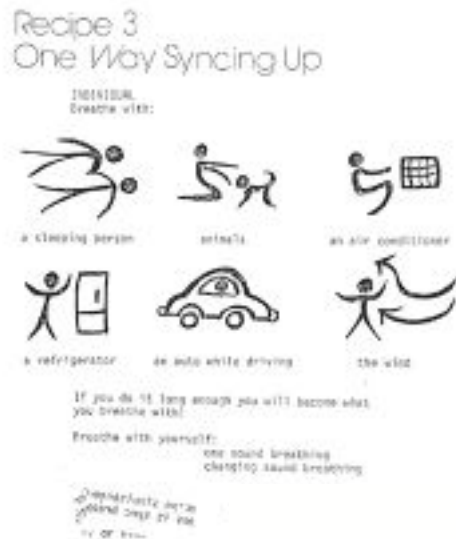 Recipe 3
One Way Syncing Up
INDIVIDUAL
Breathe with:
a sleeping person
animals
an air conditioner
a refrigerator
an auto while driving
the wind
If you do it long enough you will become what
you breathe with!
Breathe with yourself:
one sound breathing
changing sound breathing